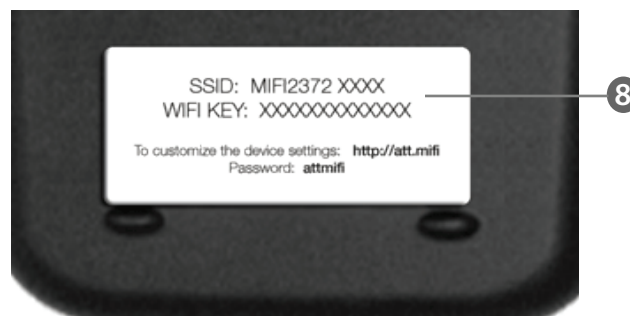 SSID: MIFI2372 XXXX
WIFI KEY: XXXXXXXXXXXXX
To customize the device settings: http://att.mifi
Password: attmifi
8